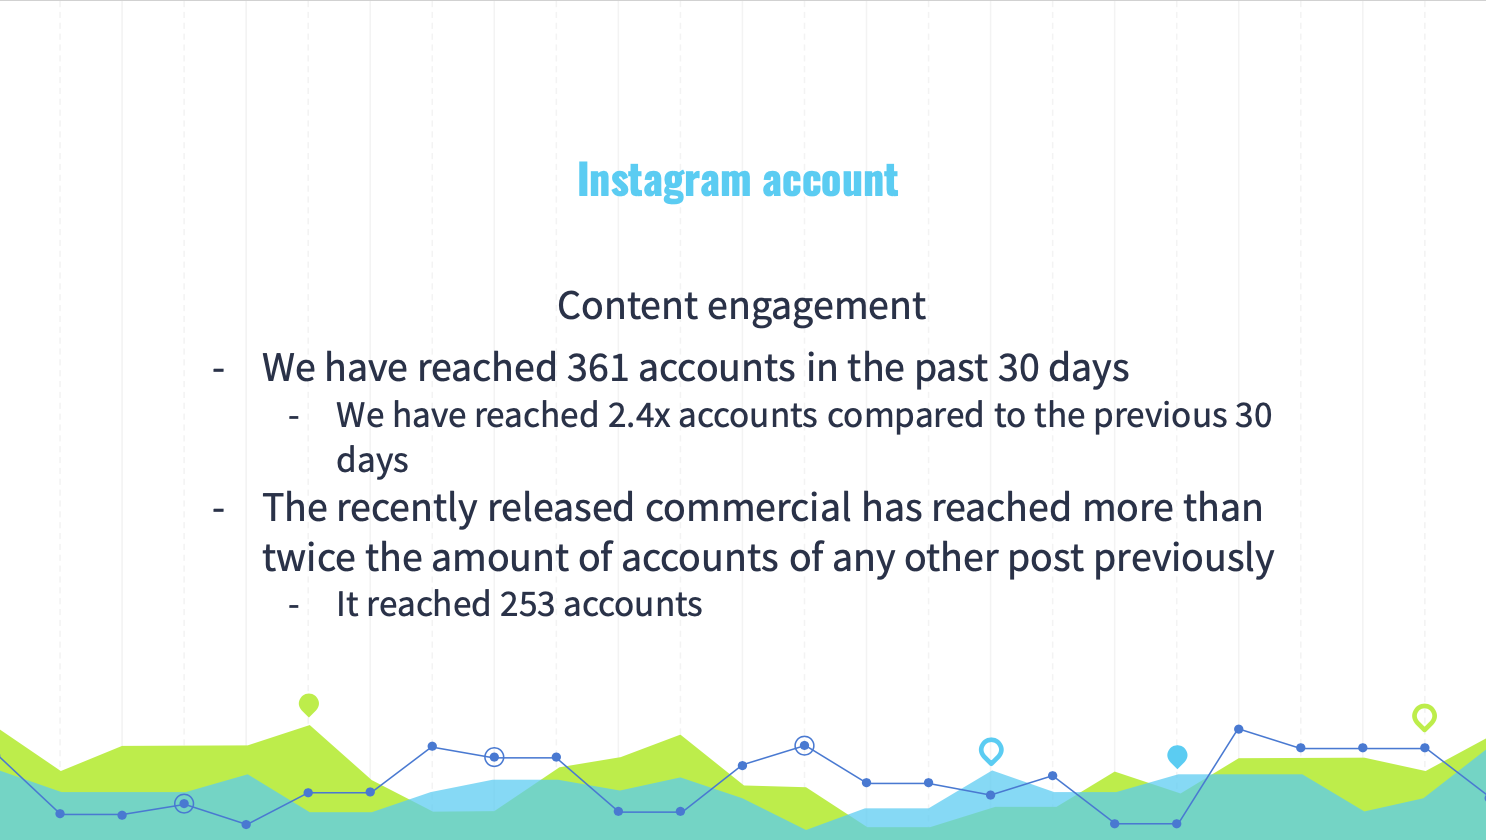 Instagram account
Content engagement
- We have reached 361 accounts in the past 30 days
- We have reached 2.4x accounts compared to the previous 30
days
- The recently released commercial has reached more than
twice the amount of accounts of any other post previously
- It reached 253 accounts